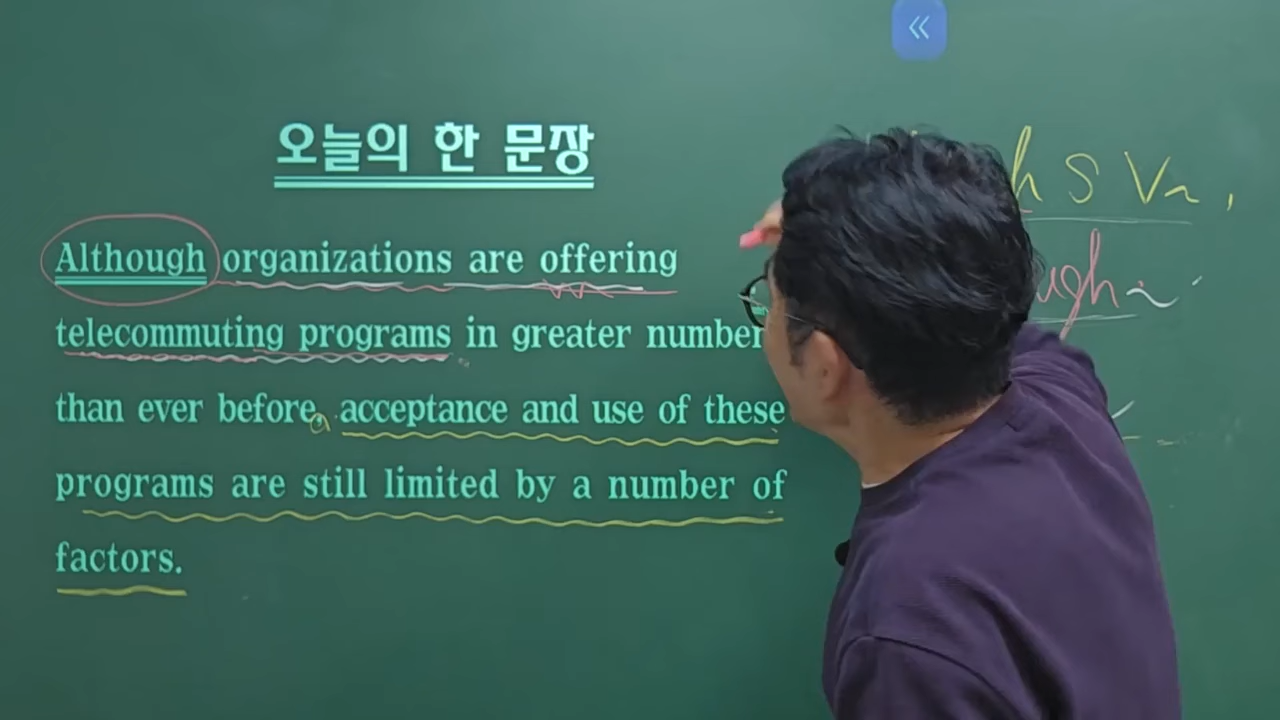 오늘의 한 문장
Although organizations are offering
telecommuting programs in greater number
than ever before, acceptance and use of these
programs are still limited by a number of
factors.
h S V~,
ugh~